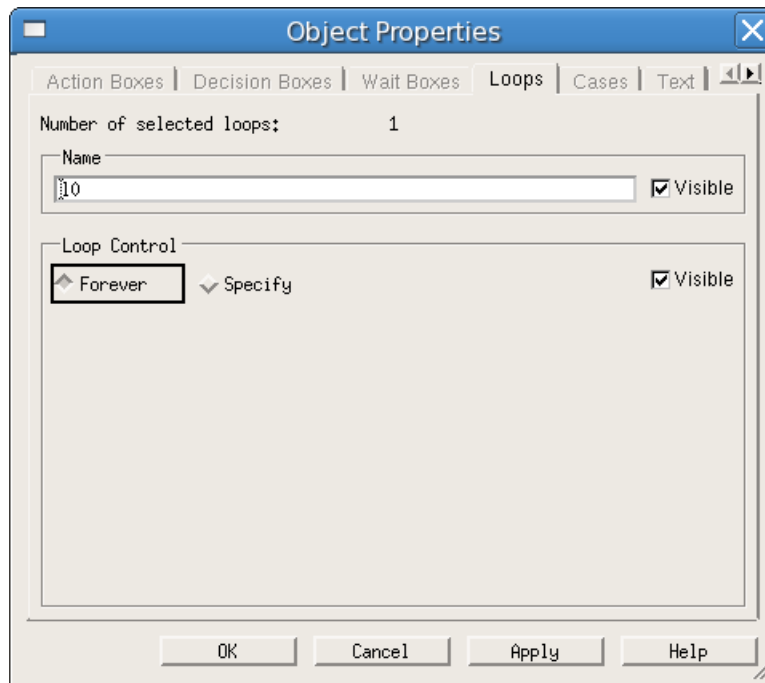 Object Properties
Action Boxes Decision Boxes Wait Boxes Loops Cases Text
Number of selected loops: 1
Name
l0 Visible
Loop Control
Forever Specify Visible
OK Cancel Apply Help